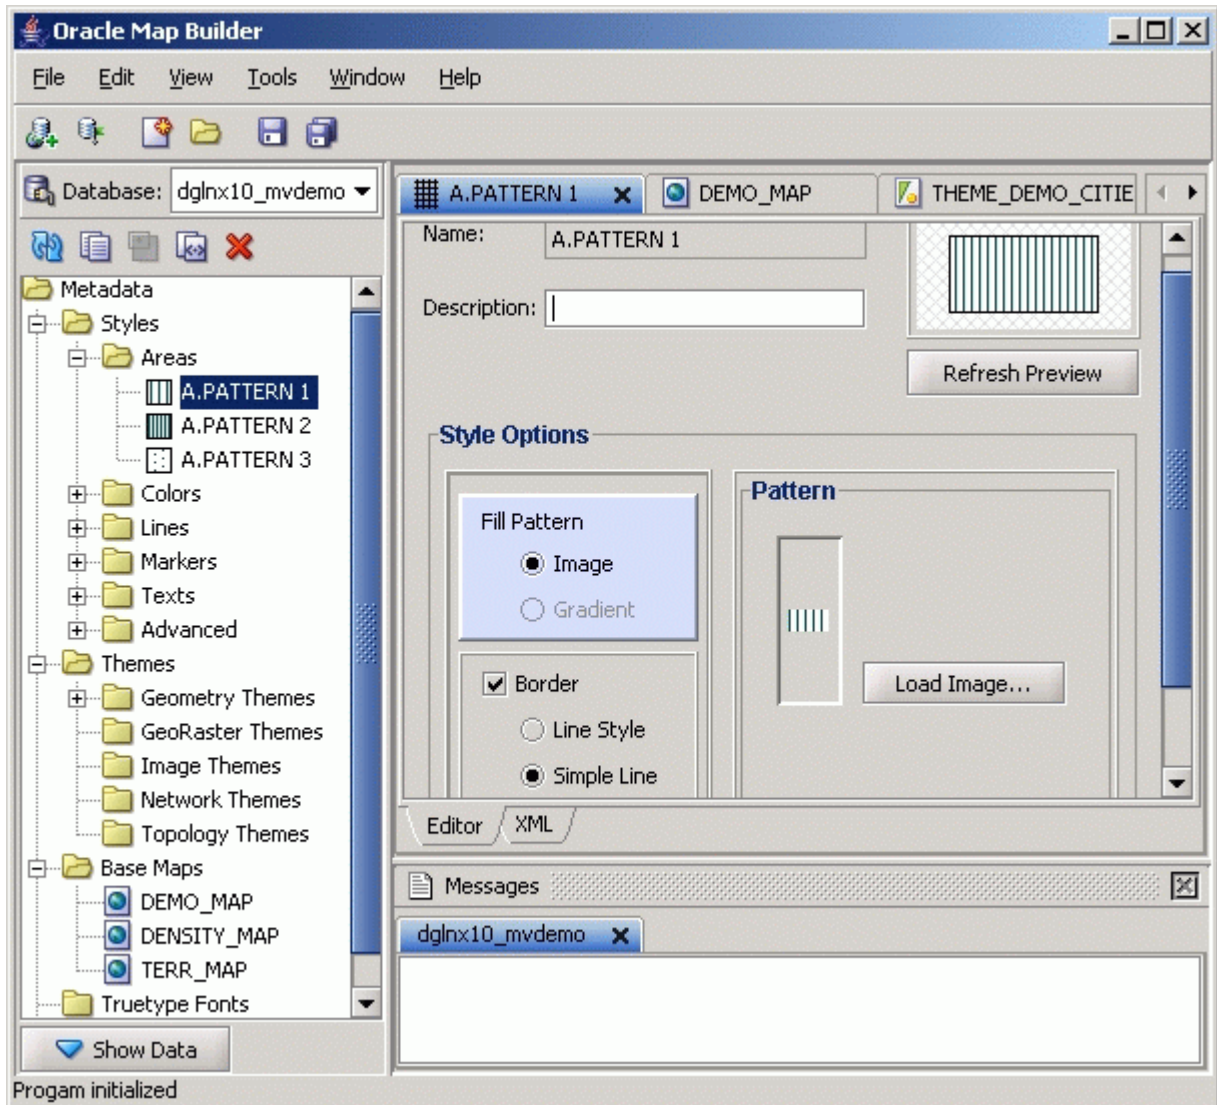 Oracle Map Builder
File Edit View Tools Window Help
Database: dglnx10_mvdemo
Metadata
Styles
Areas
A.PATTERN 1
A.PATTERN 2
A.PATTERN 3
Colors
Lines
Markers
Texts
Advanced
Themes
Geometry Themes
GeoRaster Themes
Image Themes
Network Themes
Topology Themes
Base Maps
DEMO_MAP
DENSITY_MAP
TERR_MAP
Truetype Fonts
Show Data
A.PATTERN 1 DEMO_MAP THEME_DEMO_CITIE
Name: A.PATTERN 1
Description:
Refresh Preview
Style Options
Fill Pattern
Image
Gradient
Border
Line Style
Simple Line
Pattern
Load Image...
Editor XML
Messages
dglnx10_mvdemo
Progam initialized